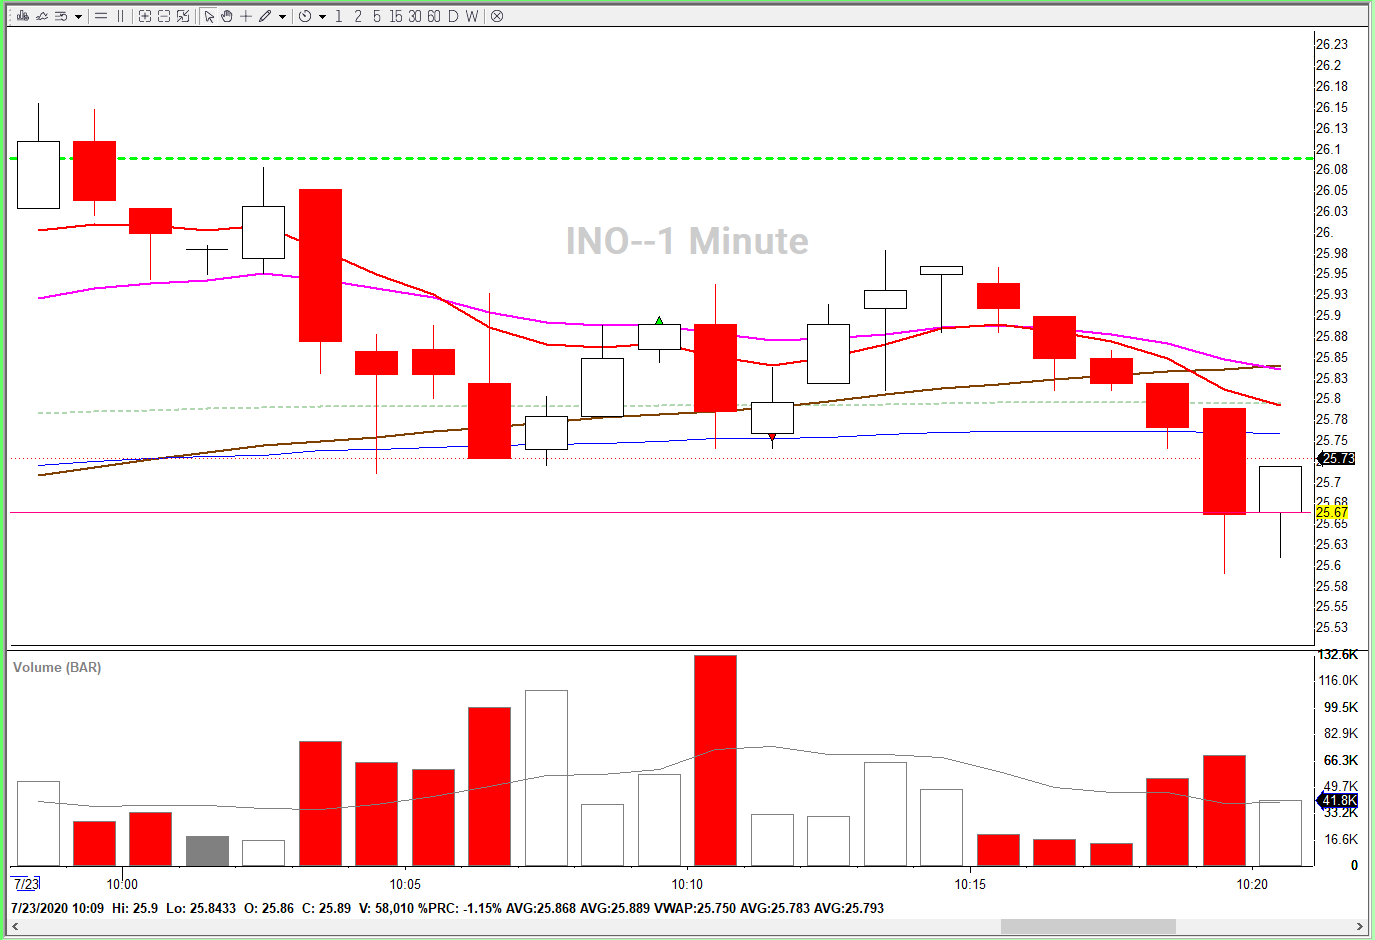 1 2 5 15 30 60 D W
INO--1 Minute
26.23
26.2
26.18
26.15
26.13
26.1
26.08
26.05
26.03
26.
25.98
25.95
25.93
25.9
25.88
25.85
25.83
25.8
25.78
25.75
25.73
25.7
25.68
25.67
25.65
25.63
25.6
25.58
25.55
25.53
Volume (BAR)
132.6K
116.0K
99.5K
82.9K
66.3K
49.7K
41.8K
33.2K
16.6K
0
7/23 10:00 10:05 10:10 10:15 10:20
7/23/2020 10:09 Hi: 25.9 Lo: 25.8433 O: 25.86 C: 25.89 V: 58,010 %PRC: -1.15% AVG:25.868 AVG:25.889 VWAP:25.750 AVG:25.783 AVG:25.793